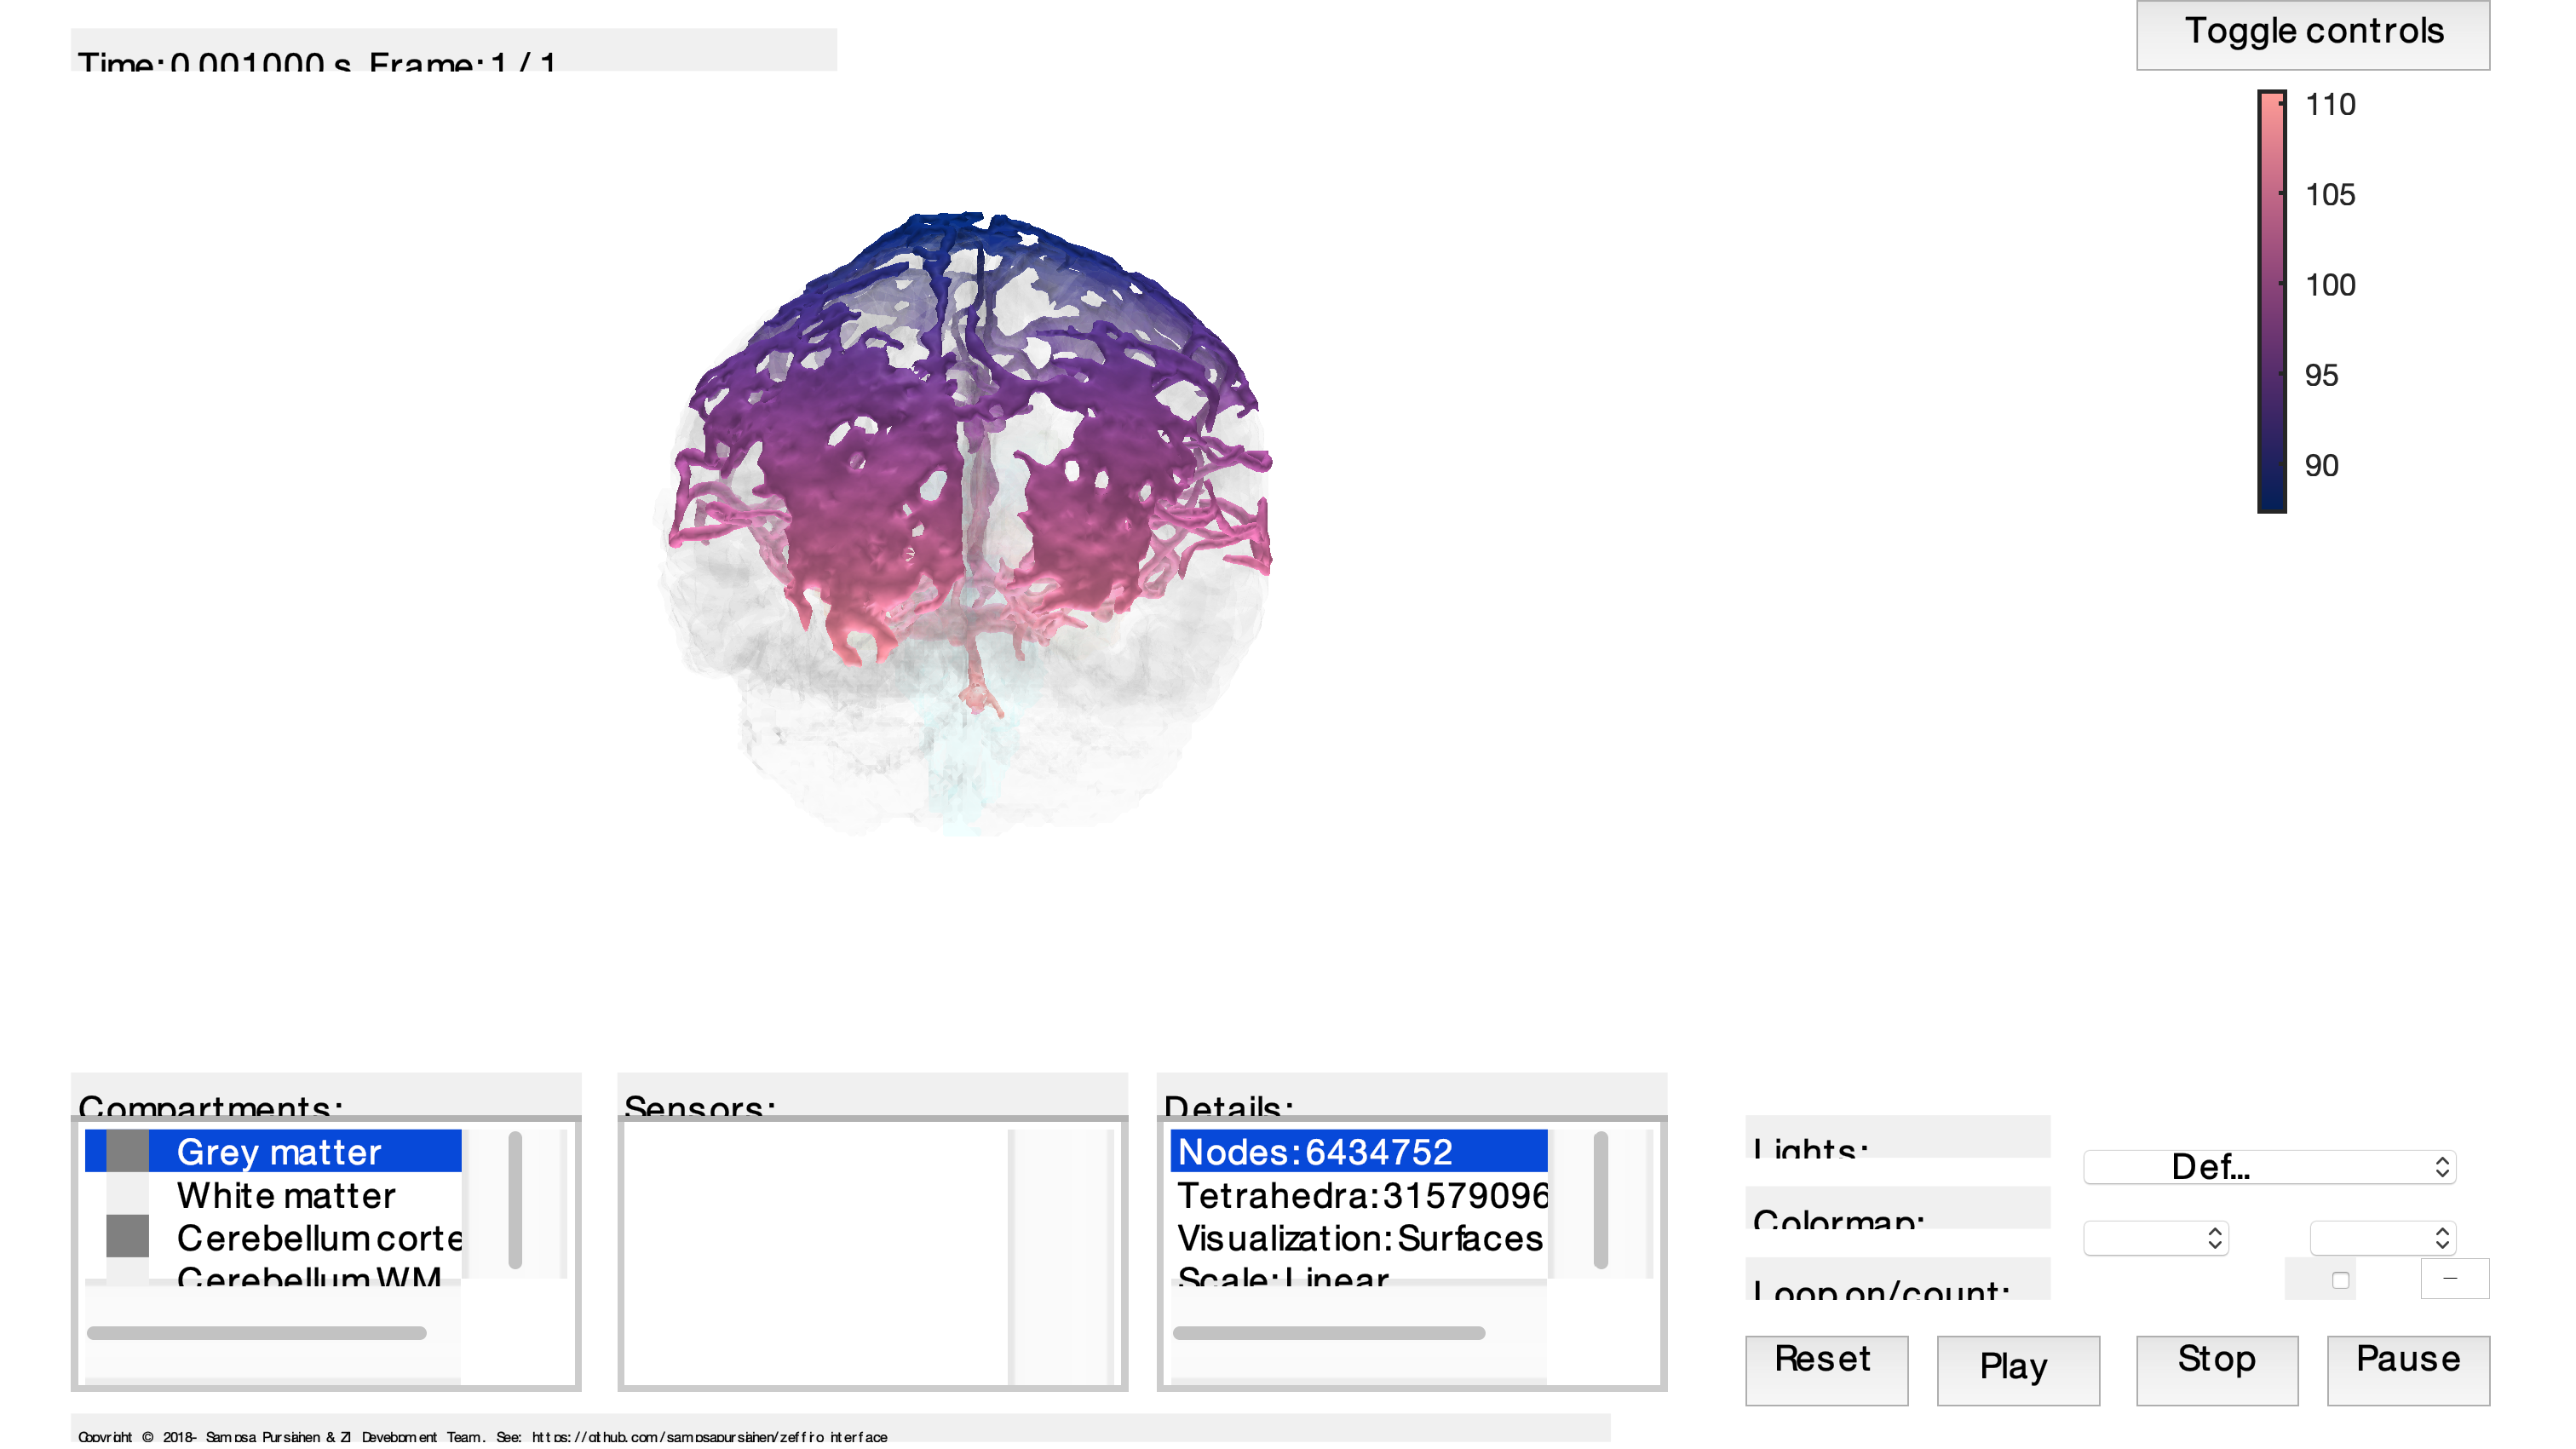 Time: 0.001000 s Frame: 1 / 1
Toggle controls
110
105
100
95
90
Compartments:
Grey matter
White matter
Cerebellum corte
Cerebellum WM
Sensors:
Details:
Nodes: 6434752
Tetrahedra: 31579096
Visualization: Surfaces
Scale: Linear
Lights:
Def...
Colormap:
Loop on/count:
Reset
Play
Stop
Pause
Copyright © 2018- Sampsa Pursiainen & ZI Development Team. See: https://github.com/sampsapursiainen/zeffiro_interface